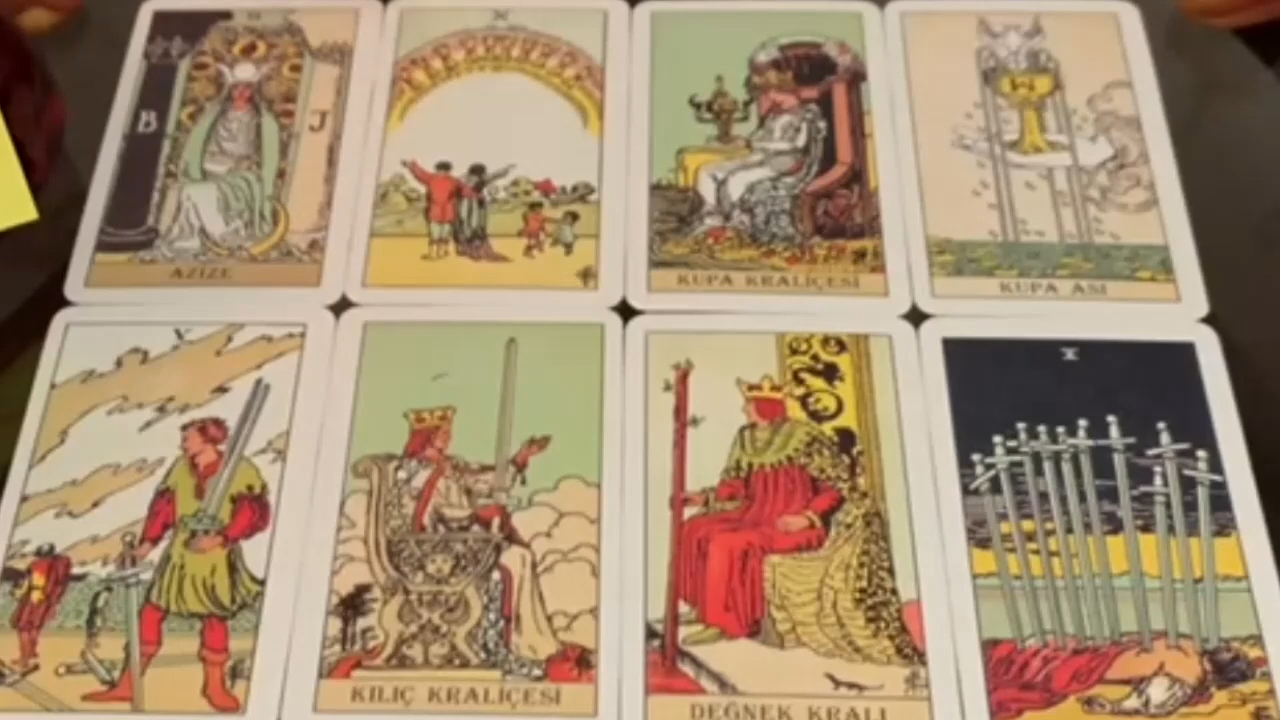 B
J
AZİZE
X
KUPA KRALİÇESİ
KUPA ASI
KILIÇ KRALİÇESİ
DEĞNEK KRALI
X